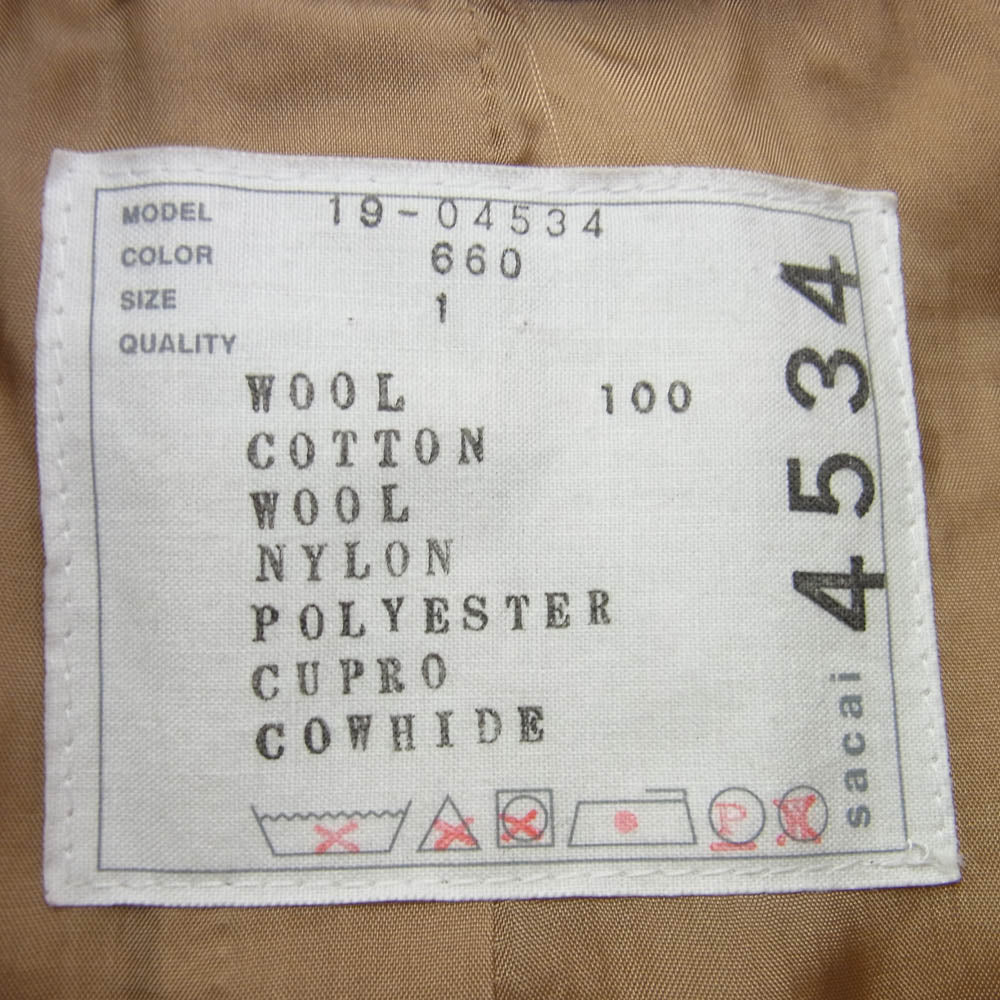 MODEL 19-04534
COLOR 660
SIZE 1
QUALITY
WOOL 100
COTTON
WOOL
NYLON
POLYESTER
CUPRO
COWHIDE
P
sacai 4534